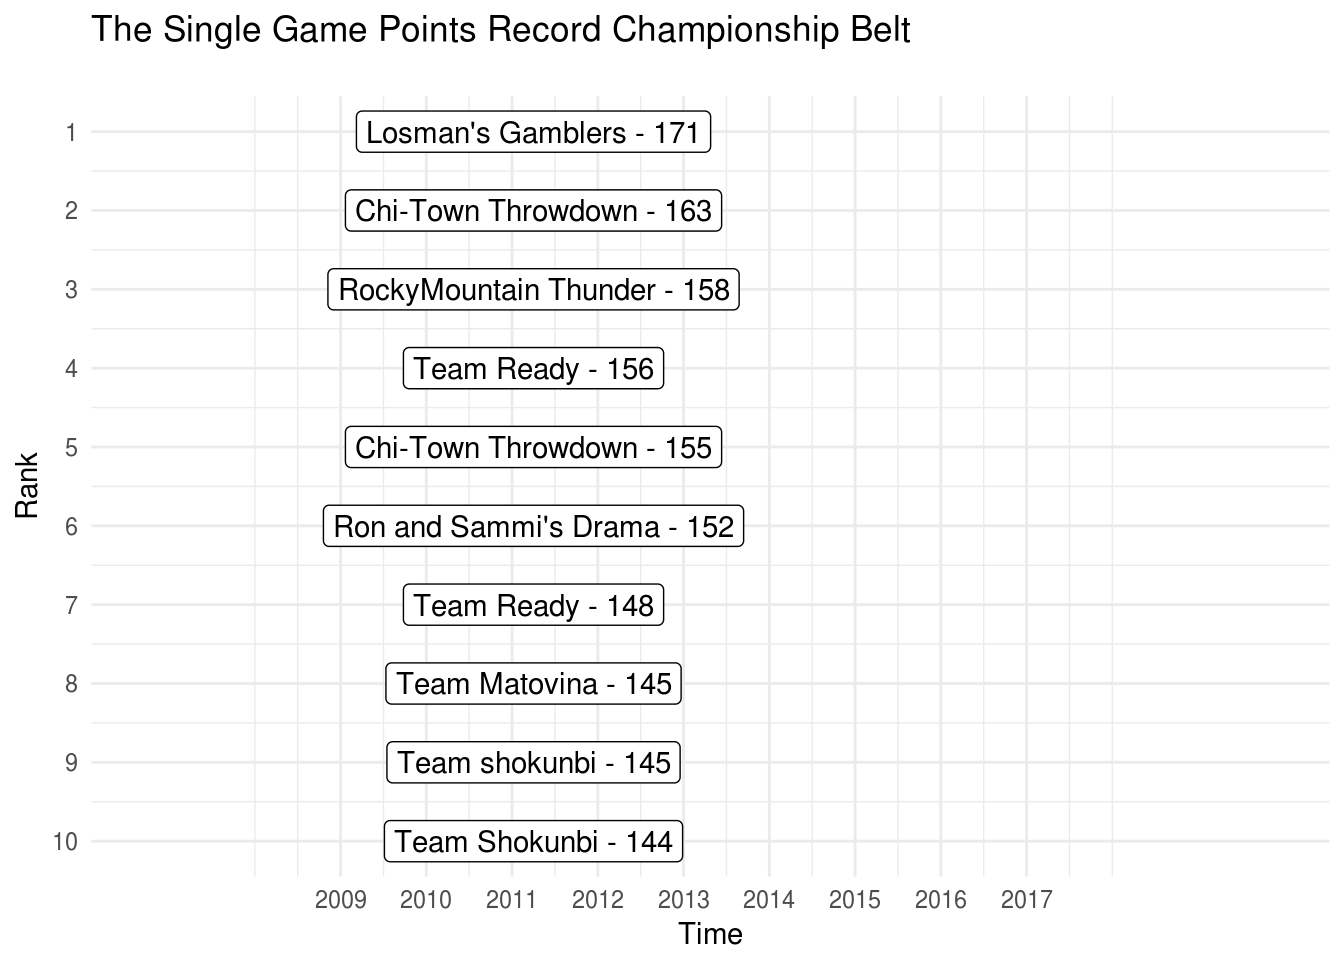 The Single Game Points Record Championship Belt
1
Losman's Gamblers - 171
2
Chi-Town Throwdown - 163
3
RockyMountain Thunder - 158
4
Team Ready - 156
5
Chi-Town Throwdown - 155
Rank
6
Ron and Sammi's Drama - 152
7
Team Ready - 148
8
Team Matovina - 145
9
Team shokunbi - 145
10
Team Shokunbi - 144
2009 2010 2011 2012 2013 2014 2015 2016 2017
Time